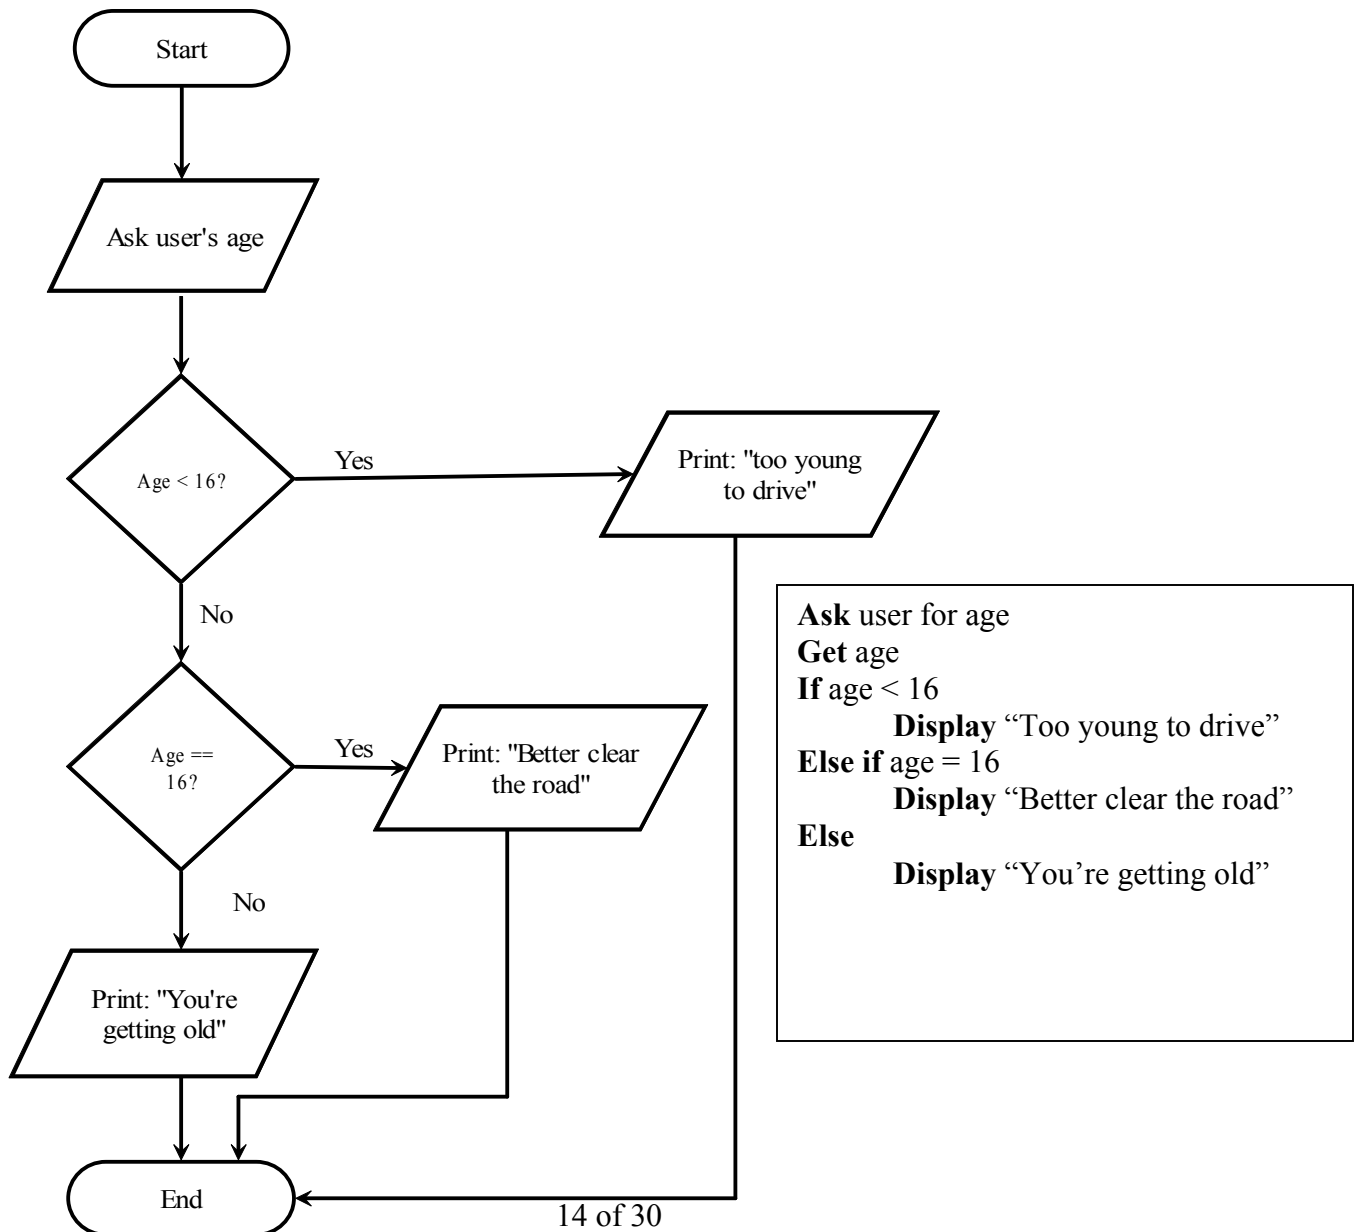 Start
Ask user's age
Age < 16?
Yes
Print: "too young
to drive"
No
Age ==
16?
Yes
Print: "Better clear
the road"
No
Print: "You're
getting old"
End
Ask user for age
Get age
If age < 16
Display “Too young to drive”
Else if age = 16
Display “Better clear the road”
Else
Display “You’re getting old”
14 of 30